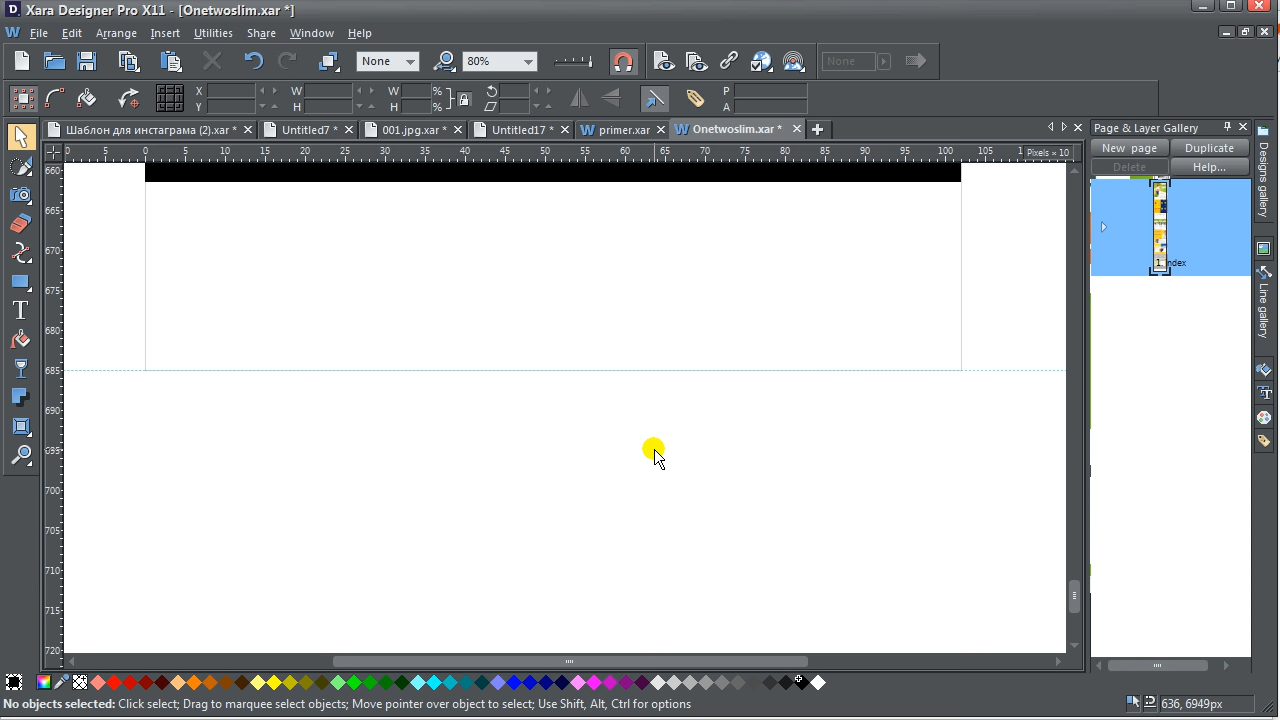 Xara Designer Pro X11 - [Onetwoslim.xar *]
File Edit Arrange Insert Utilities Share Window Help
None 80% None
X W W % P
Y H H % A
Шаблон для инстаграма (2).xar * Untitled7 * 001.jpg.xar * Untitled17 * primer.xar Onetwoslim.xar *
Page & Layer Gallery
0 5 0 5 10 15 20 25 30 35 40 45 50 55 60 65 70 75 80 85 90 95 100 105 Pixels × 10
New page Duplicate
Delete Help...
660
665
670
675
680
685
690
695
700
705
710
715
720
Designs gallery
1. Index
Line gallery
No objects selected: Click select; Drag to marquee select objects; Move pointer over object to select; Use Shift, Alt, Ctrl for options
636, 6949px